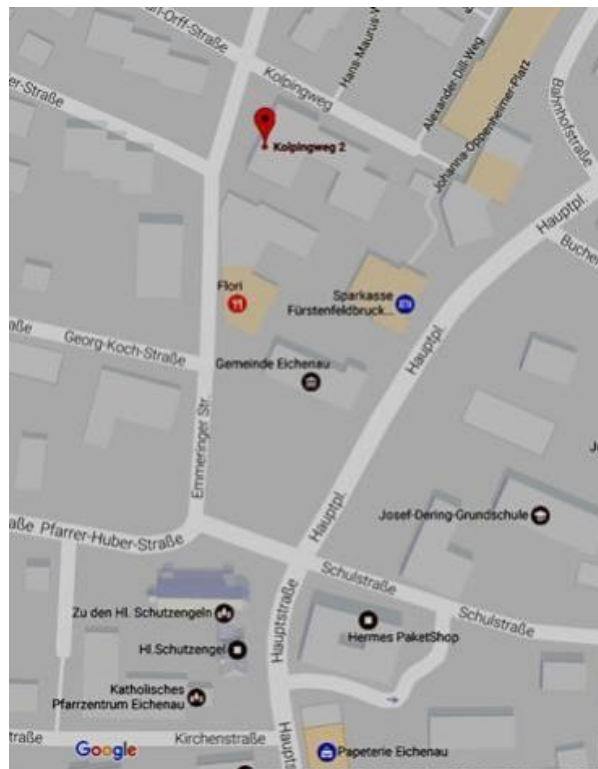 rl-Orff-Straße
Hans-Maurus-W
Kolpingweg
Alexander-Dill-Weg
Bahnhofstraße
er-Straße
Kolpingweg 2
Johanna-Oppenheimer-Platz
Hauptpl.
Bucher
Flori
Sparkasse
Fürstenfeldbruck...
aße
Georg-Koch-Straße
Hauptpl.
Gemeinde Eichenau
Emmeringer Str.
Hauptpl.
Josef-Dering-Grundschule
J
aße
Pfarrer-Huber-Straße
Schulstraße
Zu den Hl. Schutzengeln
Hauptstraße
Schulstraße
Hermes PaketShop
Hl.Schutzengel
Katholisches
Pfarrzentrum Eichenau
traße
Google
Kirchenstraße
Haupts
Papeterie Eichenau